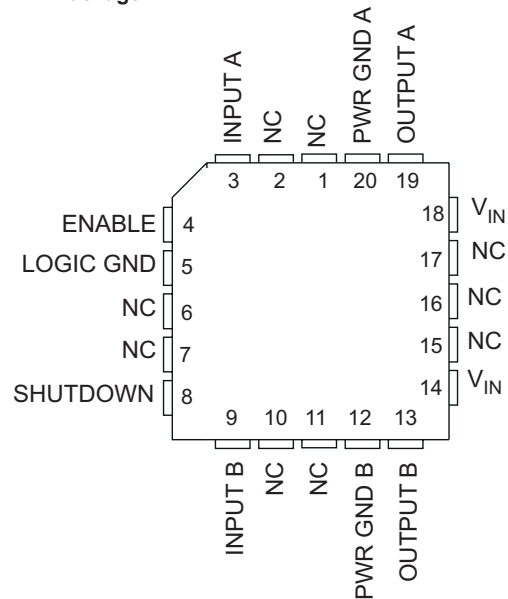 INPUT A
NC
NC
PWR GND A
OUTPUT A
3 2 1 20 19
ENABLE 4
LOGIC GND 5
NC 6
NC 7
SHUTDOWN 8
18 VIN
17 NC
16 NC
15 NC
14 VIN
9 10 11 12 13
INPUT B
NC
NC
PWR GND B
OUTPUT B